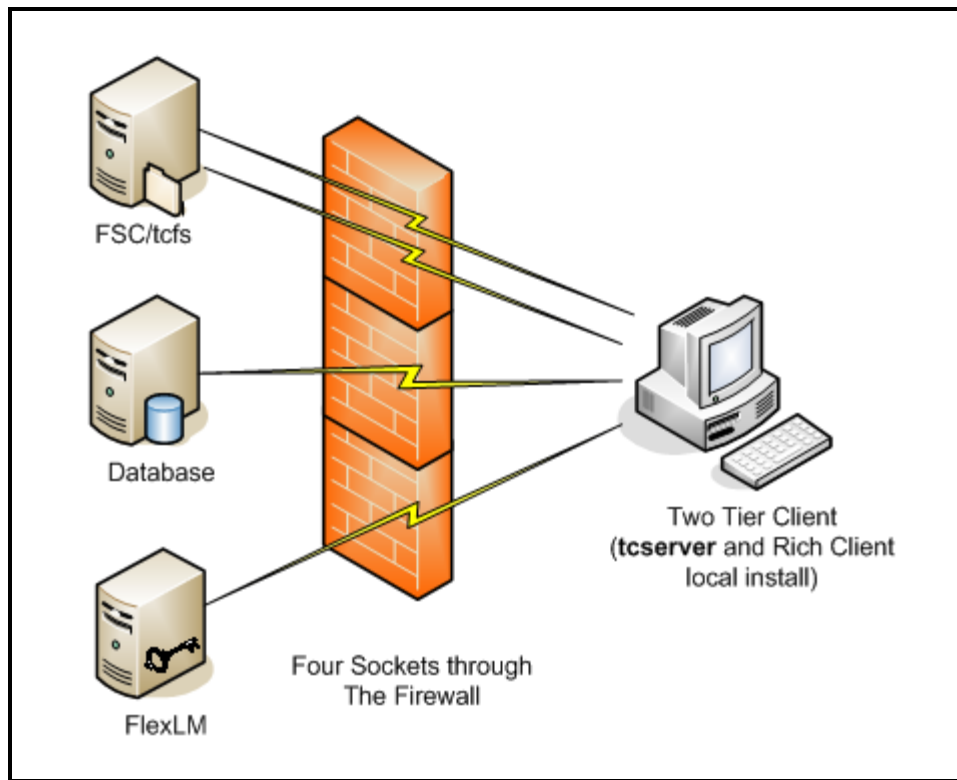 FSC/tcfs
Database
FlexLM
Four Sockets through
The Firewall
Two Tier Client
(tcserver and Rich Client
local install)